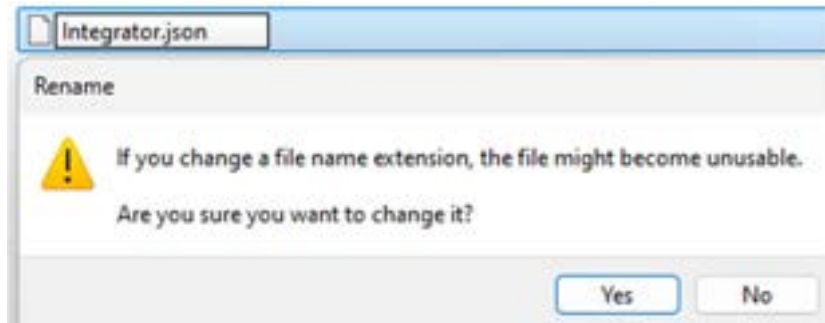 Integrator.json
Rename
If you change a file name extension, the file might become unusable.
Are you sure you want to change it?
Yes
No